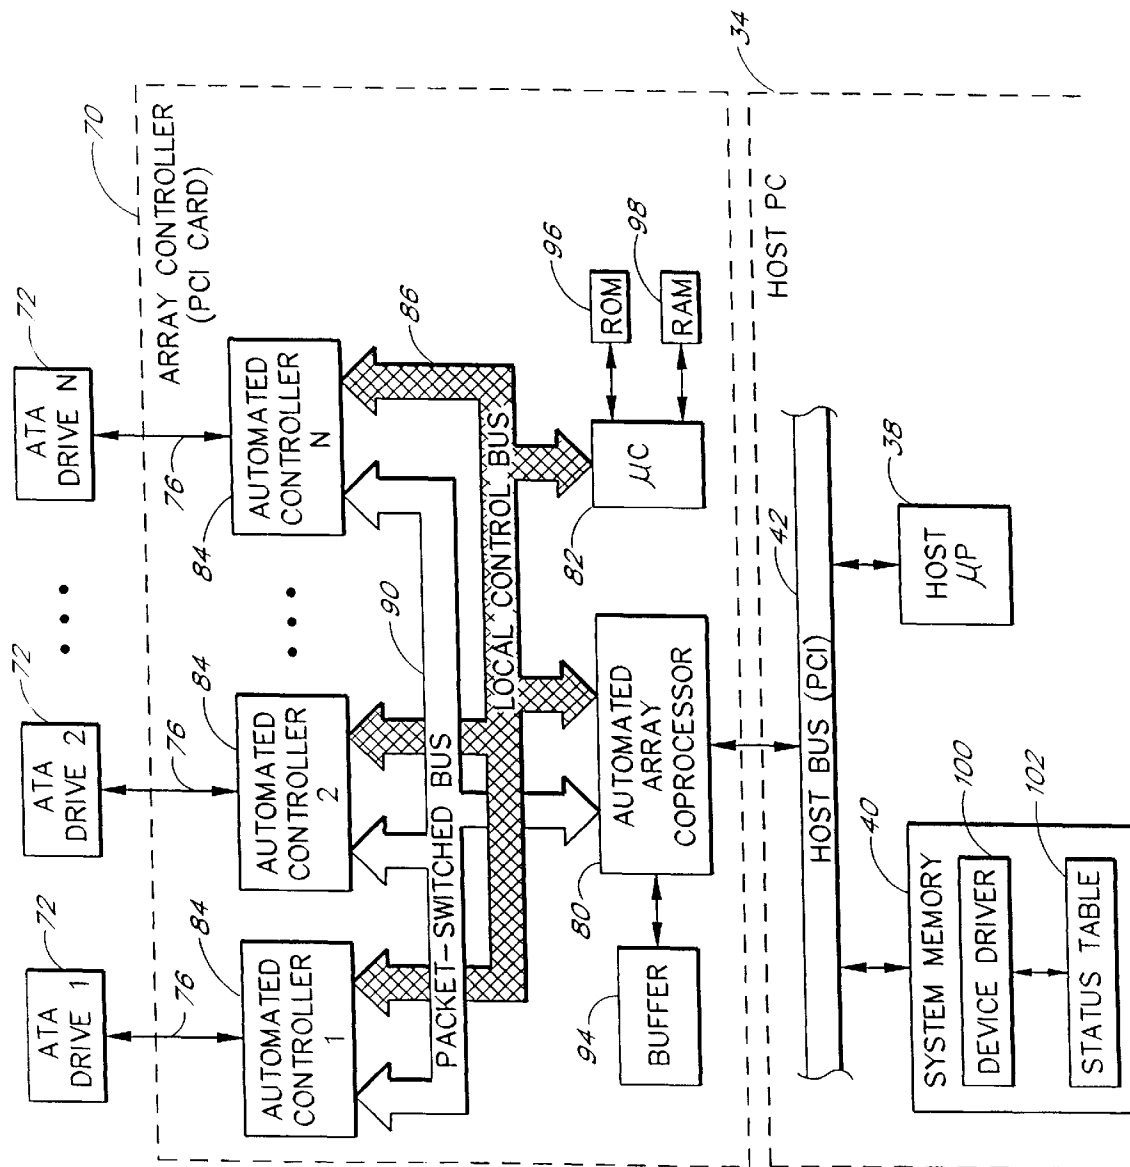 72
ATA
DRIVE 1
72
ATA
DRIVE 2
72
ATA
DRIVE N
76
76
76
70
ARRAY CONTROLLER
(PCI CARD)
84
AUTOMATED
CONTROLLER
1
84
AUTOMATED
CONTROLLER
2
84
AUTOMATED
CONTROLLER
N
90
86
PACKET-SWITCHED BUS
LOCAL CONTROL BUS
94
BUFFER
80
AUTOMATED
ARRAY
COPROCESSOR
82
μC
96
ROM
98
RAM
34
HOST PC
HOST BUS (PCI)
42
40
SYSTEM MEMORY
100
DEVICE DRIVER
102
STATUS TABLE
38
HOST
μP